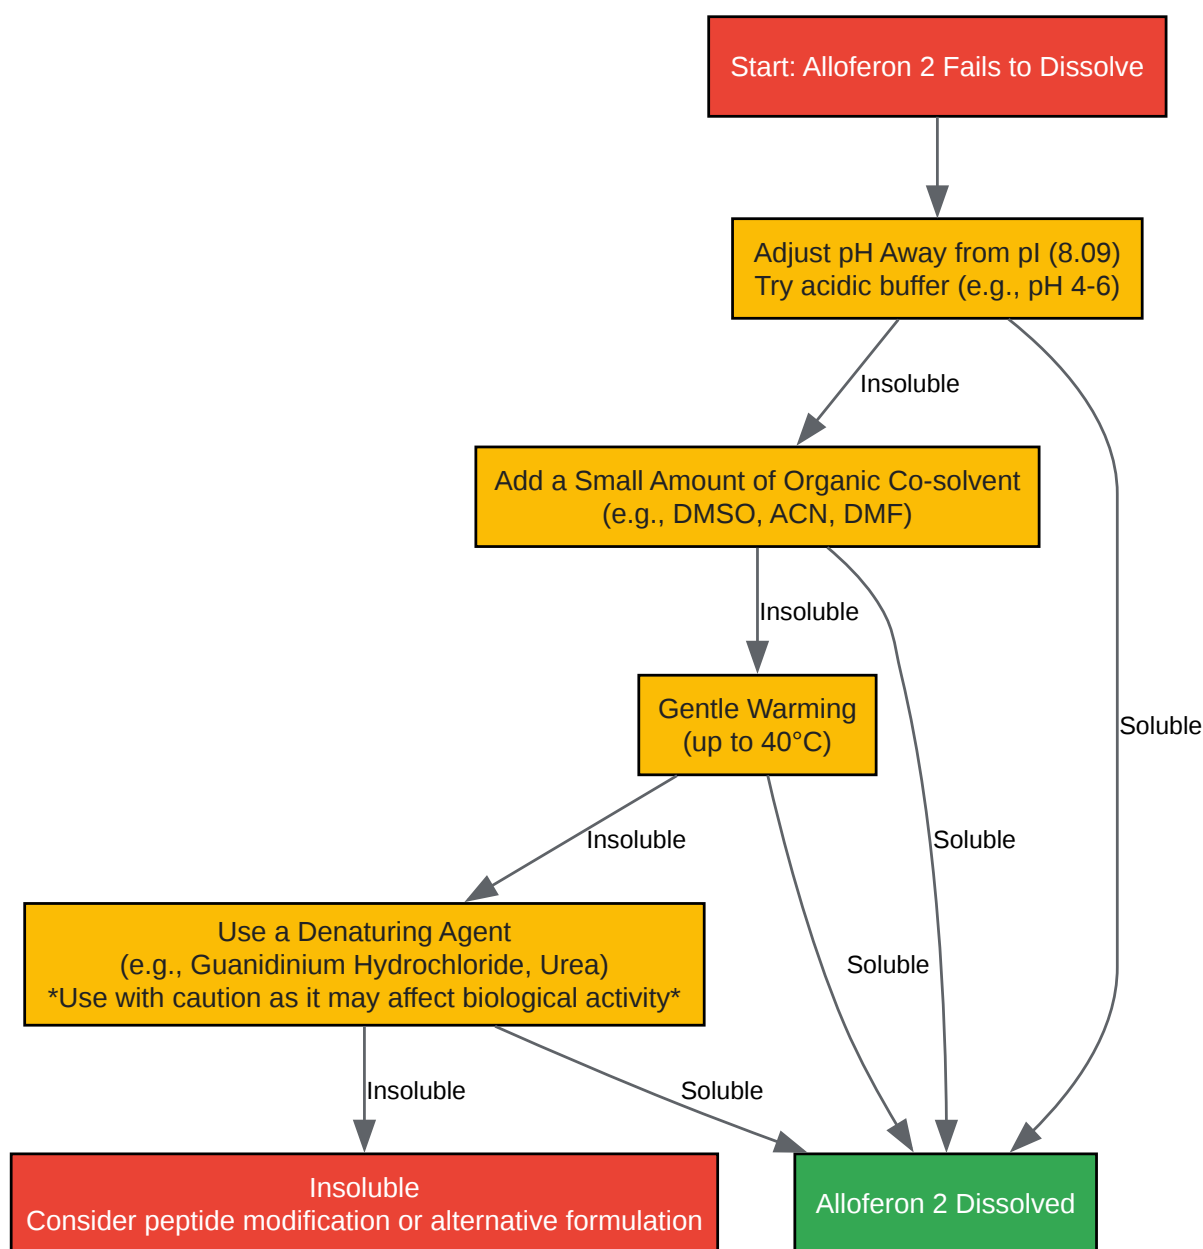 Start: Alloferon 2 Fails to Dissolve
Adjust pH Away from pI (8.09)
Try acidic buffer (e.g., pH 4-6)
Insoluble
Add a Small Amount of Organic Co-solvent
(e.g., DMSO, ACN, DMF)
Insoluble
Gentle Warming
(up to 40°C)
Soluble
Insoluble
Soluble
Use a Denaturing Agent
(e.g., Guanidinium Hydrochloride, Urea)
*Use with caution as it may affect biological activity*
Soluble
Insoluble
Soluble
Insoluble
Consider peptide modification or alternative formulation
Alloferon 2 Dissolved